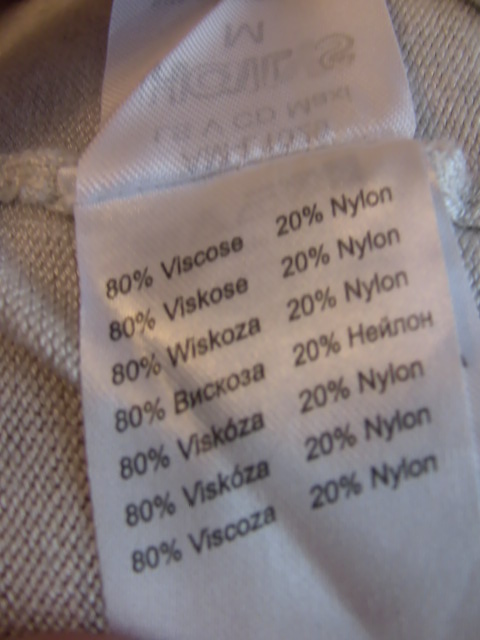 80% Viscose 20% Nylon
80% Viskose 20% Nylon
80% Wiskoza 20% Nylon
80% Вискоза 20% Нейлон
80% Viskóza 20% Nylon
80% Viskóza 20% Nylon
80% Viscoza 20% Nylon